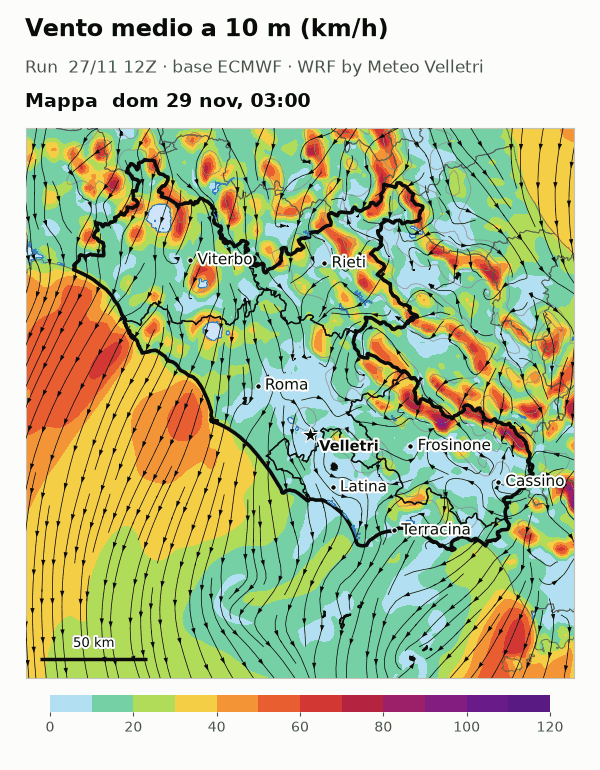 Vento medio a 10 m (km/h)
Run 27/11 12Z · base ECMWF · WRF by Meteo Velletri
Mappa dom 29 nov, 03:00
Viterbo
Rieti
Roma
Velletri
Frosinone
Latina
Cassino
Terracina
50 km
0 20 40 60 80 100 120